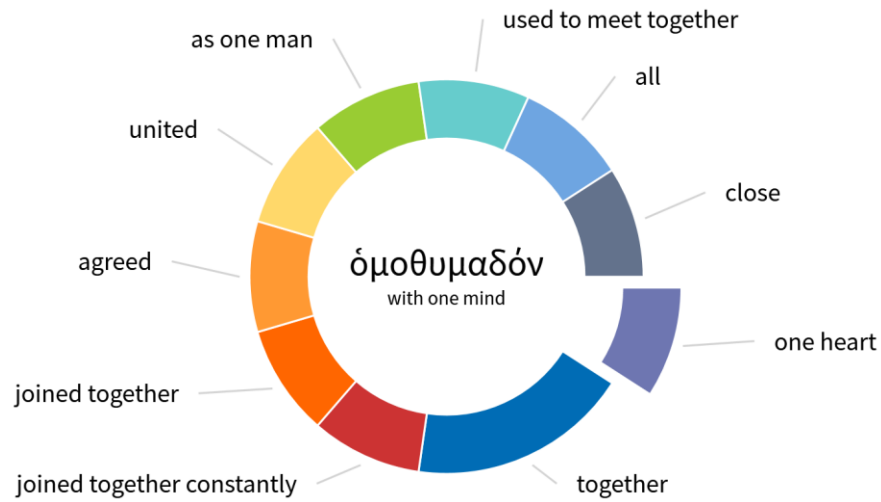 used to meet together
as one man
all
united
close
ὁμοθυμαδόν
agreed
with one mind
one heart
joined together
joined together constantly
together